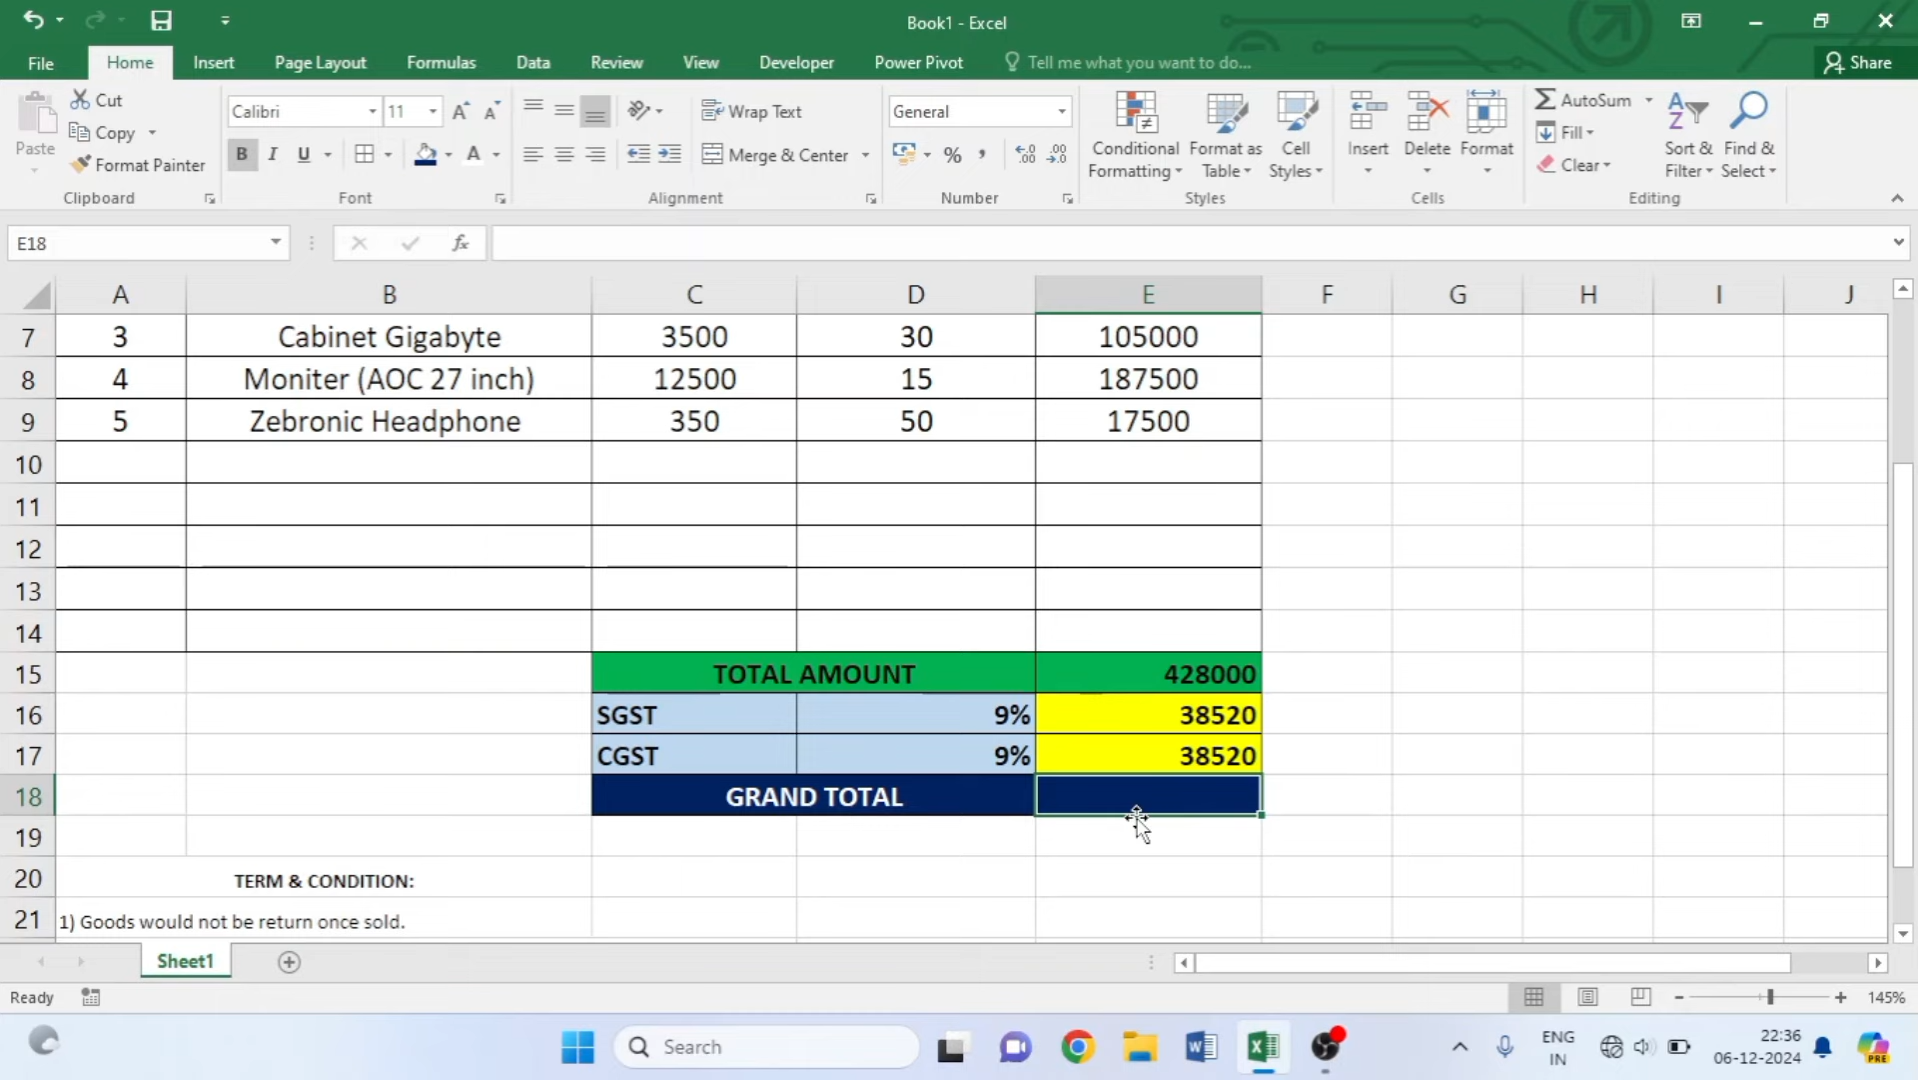 Book1 - Excel
File Home Insert Page Layout Formulas Data Review View Developer Power Pivot Tell me what you want to do... Share
Paste
Cut
Copy
Format Painter
Clipboard
Calibri 11
B I U A
Font
Wrap Text
Merge & Center
Alignment
General
% ,
Number
Conditional Formatting
Format as Table
Cell Styles
Styles
Insert Delete Format
Cells
AutoSum
Fill
Clear
Sort & Filter
Find & Select
Editing
E18 fx
A B C D E F G H I J
7 3 Cabinet Gigabyte 3500 30 105000
8 4 Moniter (AOC 27 inch) 12500 15 187500
9 5 Zebronic Headphone 350 50 17500
10
11
12
13
14
15 TOTAL AMOUNT 428000
16 SGST 9% 38520
17 CGST 9% 38520
18 GRAND TOTAL
19
20 TERM & CONDITION:
21 1) Goods would not be return once sold.
Sheet1
Ready 145%
Search
ENG
IN
22:36
06-12-2024
PRE